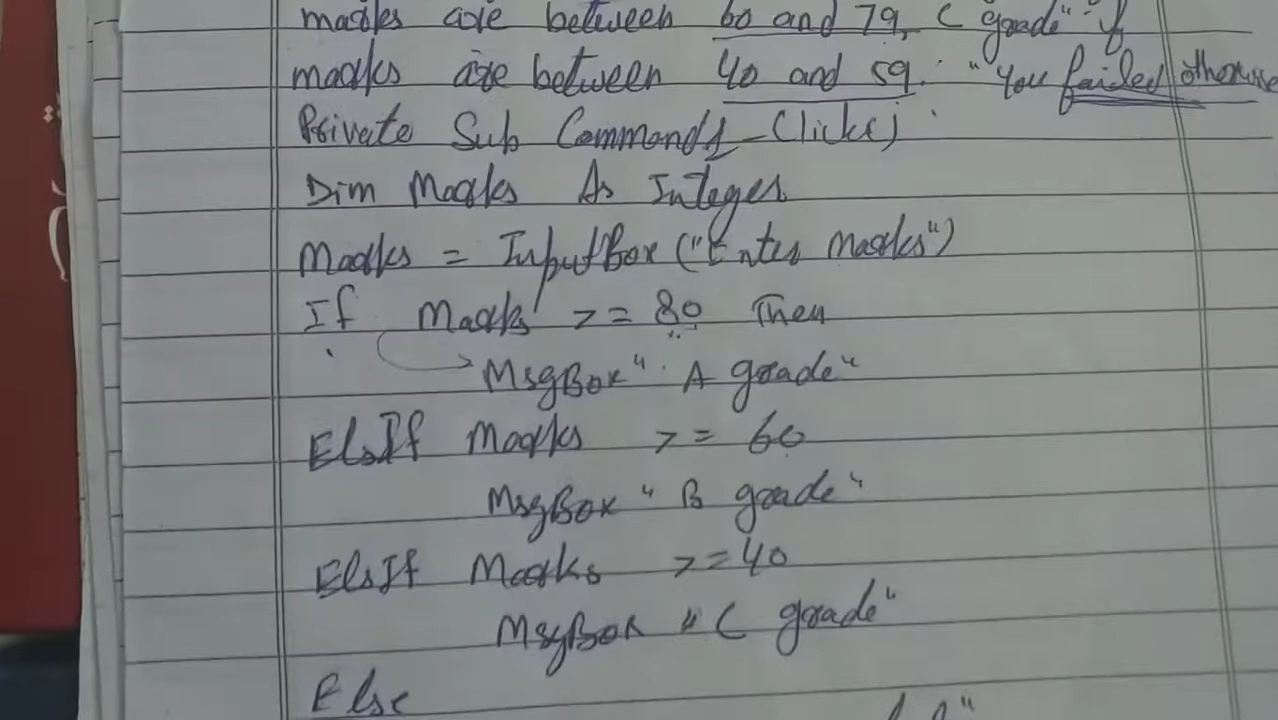 marks are between 60 and 79, C grade" if
marks are between 40 and 59. "You failed otherwise
Private Sub Command1_Click()
Dim Marks As Integer
Marks = InputBox ("Enter Marks")
If Marks >= 80 Then
MsgBox " A grade"
ElsIf Marks >= 60
MsgBox " B grade"
ElsIf Marks >= 40
MsgBox " C grade"
Else